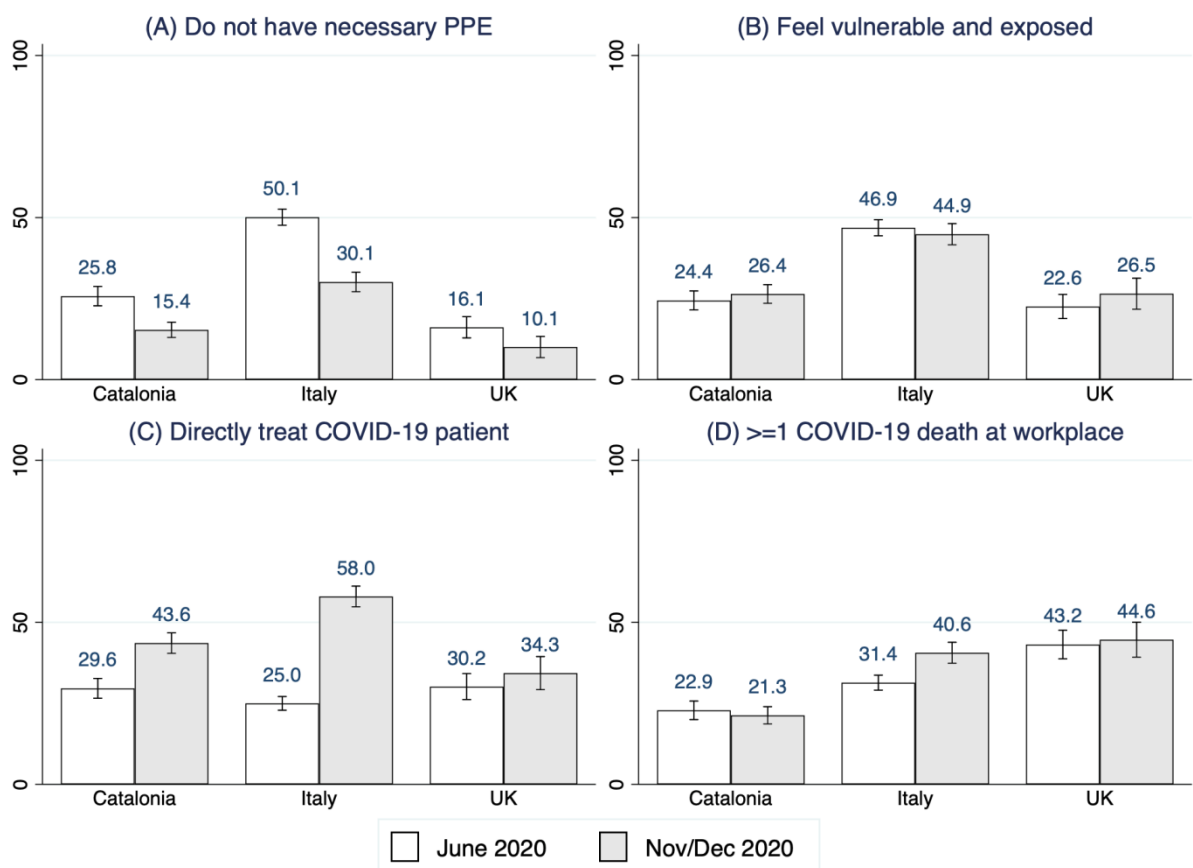 (A) Do not have necessary PPE
100
50
0
25.8
15.4
50.1
30.1
16.1
10.1
Catalonia
Italy
UK
(B) Feel vulnerable and exposed
100
50
0
24.4
26.4
46.9
44.9
22.6
26.5
Catalonia
Italy
UK
(C) Directly treat COVID-19 patient
100
50
0
29.6
43.6
25.0
58.0
30.2
34.3
Catalonia
Italy
UK
(D) >=1 COVID-19 death at workplace
100
50
0
22.9
21.3
31.4
40.6
43.2
44.6
Catalonia
Italy
UK
June 2020
Nov/Dec 2020